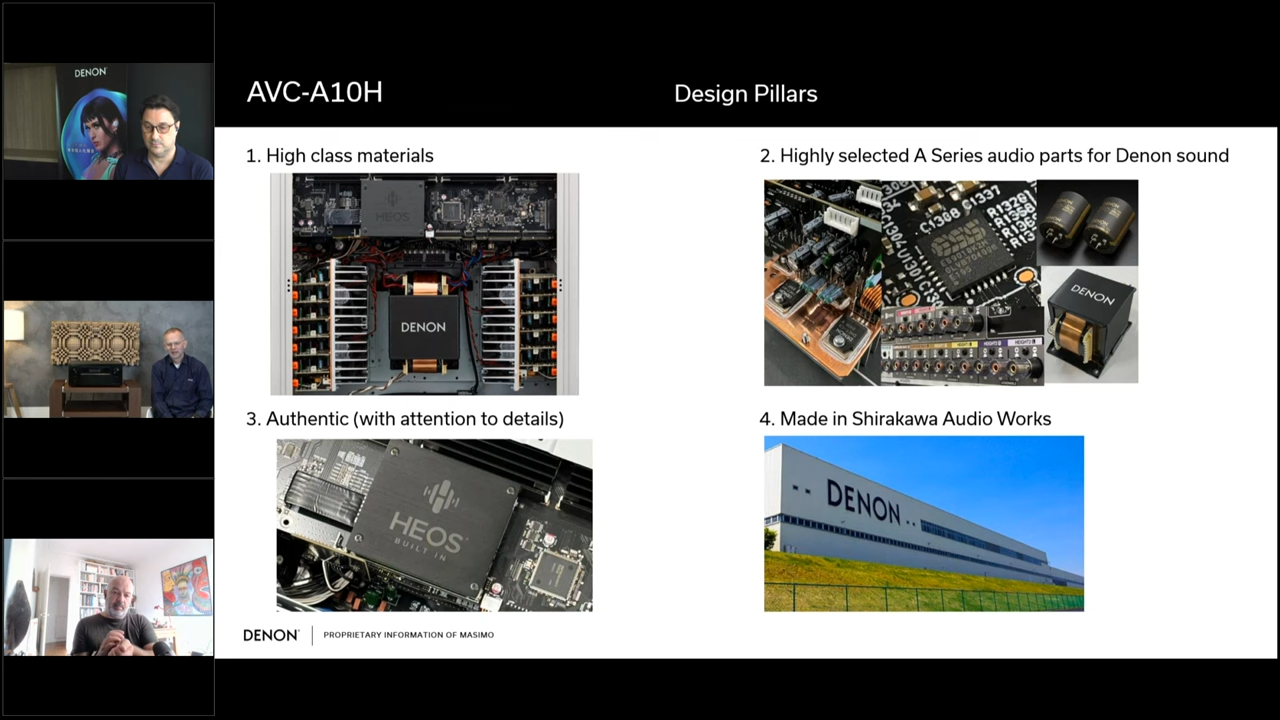 DENON
AVC-A10H
Design Pillars
1. High class materials
2. Highly selected A Series audio parts for Denon sound
HEOS
DENON
C1308 C1337
DENON
3. Authentic (with attention to details)
4. Made in Shirakawa Audio Works
HEOS
BUILT IN
DENON
DENON
PROPRIETARY INFORMATION OF MASIMO